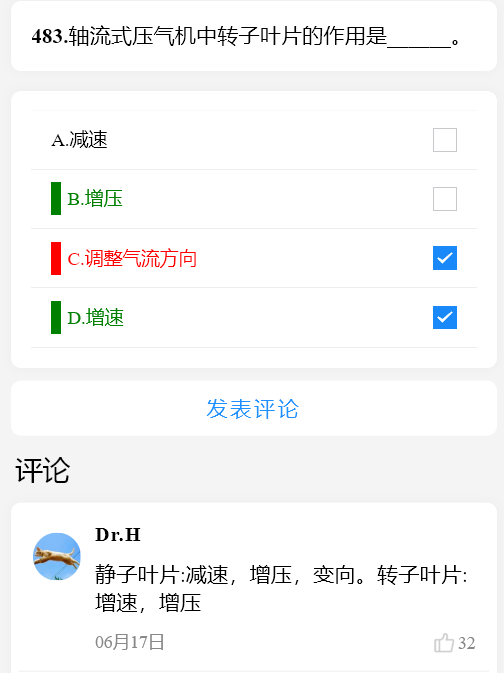 483.轴流式压气机中转子叶片的作用是______。
A.减速
B.增压
C.调整气流方向
D.增速
发表评论
评论
Dr.H
静子叶片:减速，增压，变向。转子叶片:
增速，增压
06月17日 32